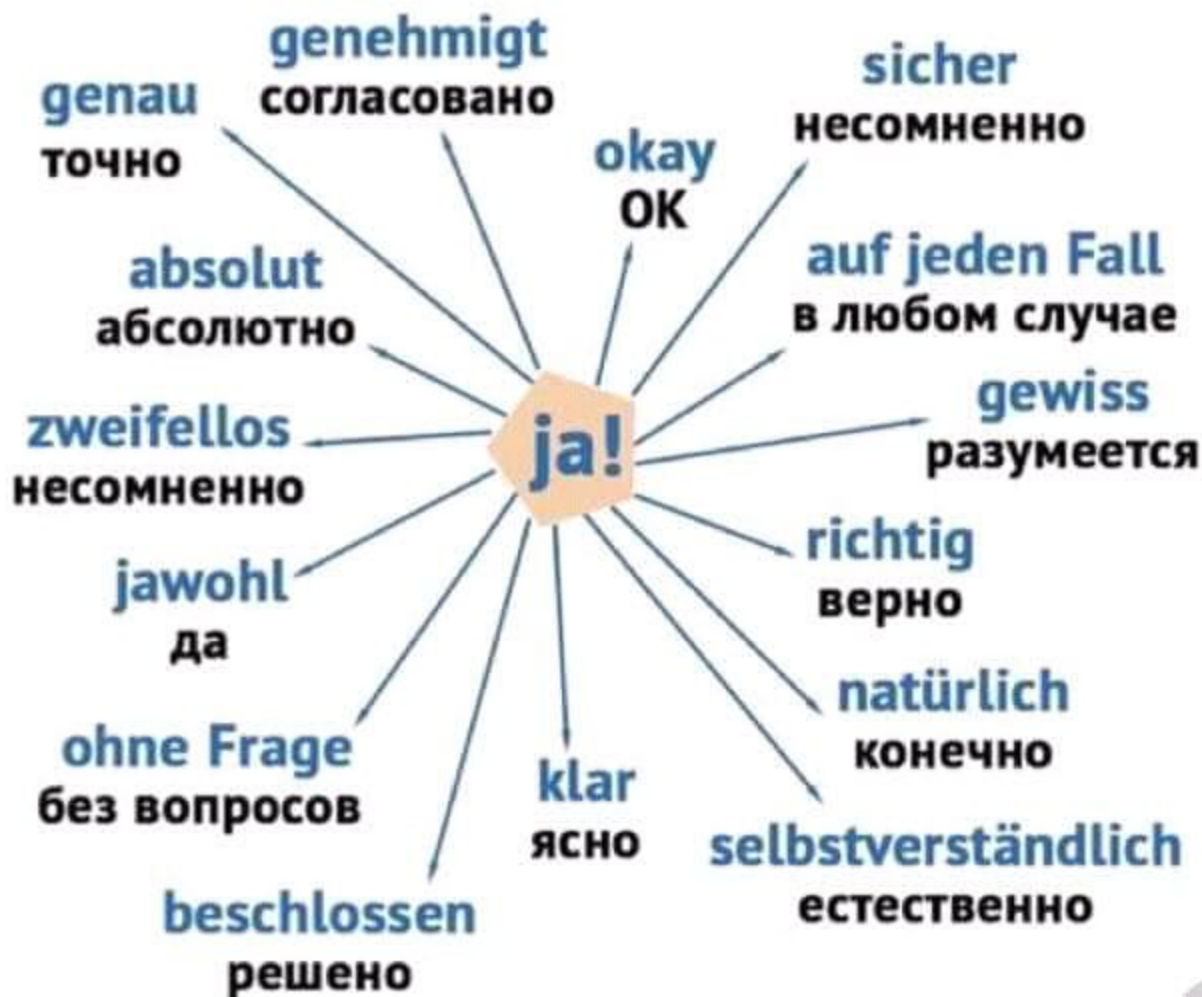 genehmigt
согласовано
genau
точно
sicher
несомненно
okay
ОК
absolut
абсолютно
auf jeden Fall
в любом случае
zweifellos
несомненно
ja!
gewiss
разумеется
jawohl
да
richtig
верно
ohne Frage
без вопросов
klar
ясно
natürlich
конечно
beschlossen
решено
selbstverständlich
естественно